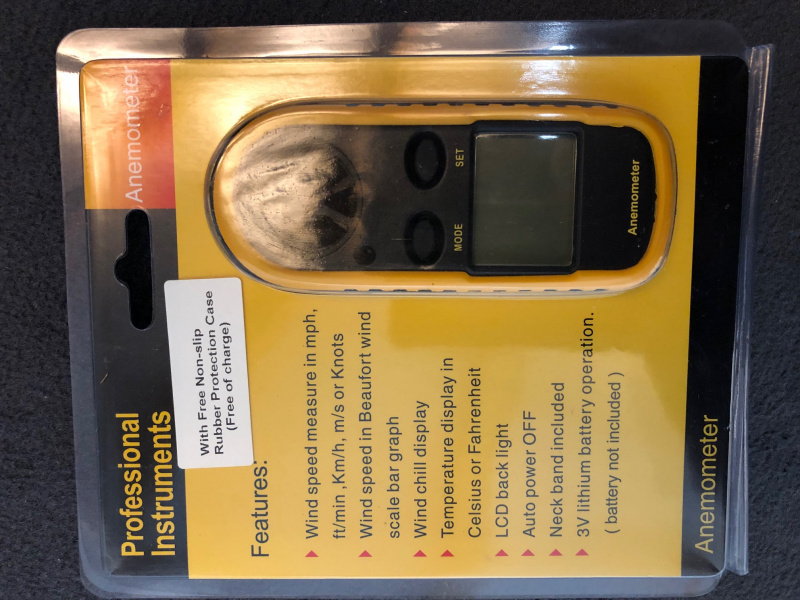 Professional
Instruments
Anemometer
With Free Non-slip
Rubber Protection Case
(Free of charge)
Features:
Wind speed measure in mph,
ft/min ,Km/h, m/s or Knots
Wind speed in Beaufort wind
scale bar graph
Wind chill display
Temperature display in
Celsius or Fahrenheit
LCD back light
Auto power OFF
Neck band included
3V lithium battery operation.
( battery not included )
MODE
SET
Anemometer
Anemometer